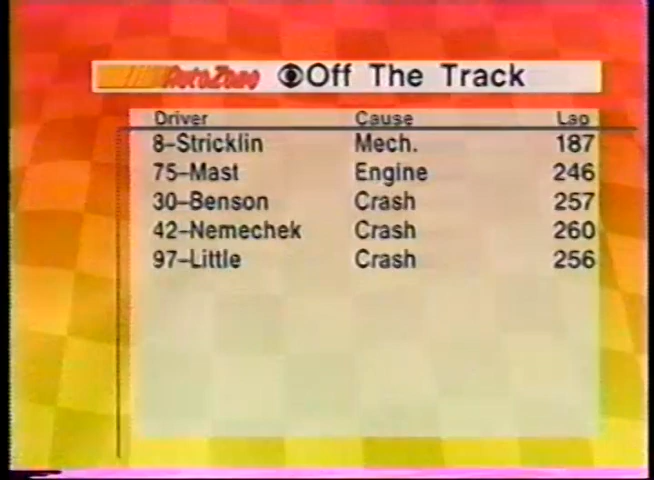 AutoZone Off The Track
Driver Cause Lap
8-Stricklin Mech. 187
75-Mast Engine 246
30-Benson Crash 257
42-Nemechek Crash 260
97-Little Crash 256